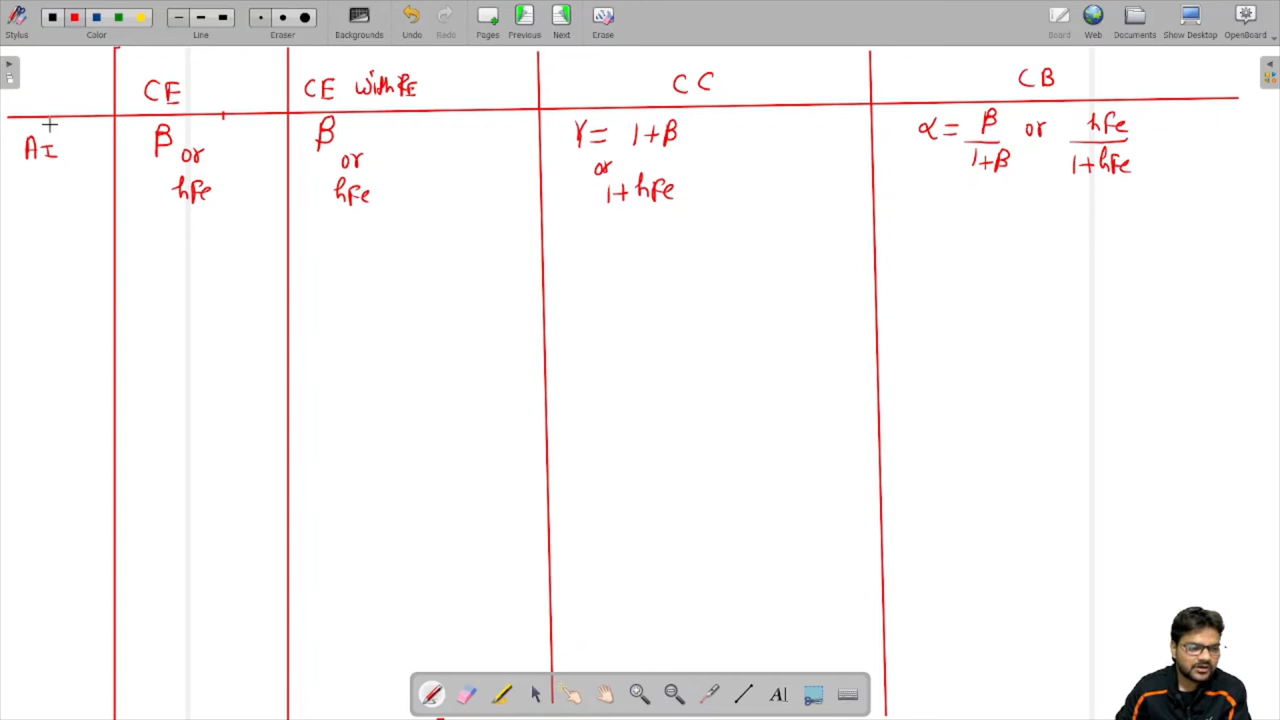 Stylus
Color
Line
Eraser
Backgrounds
Undo
Redo
Pages
Previous
Next
Erase
Board
Web
Documents
Show Desktop
OpenBoard
CE
CE with RE
CC
CB
AI
β or hfe
β or hfe
γ = 1+β
or
1+hfe
α = β/1+β or hfe/1+hfe